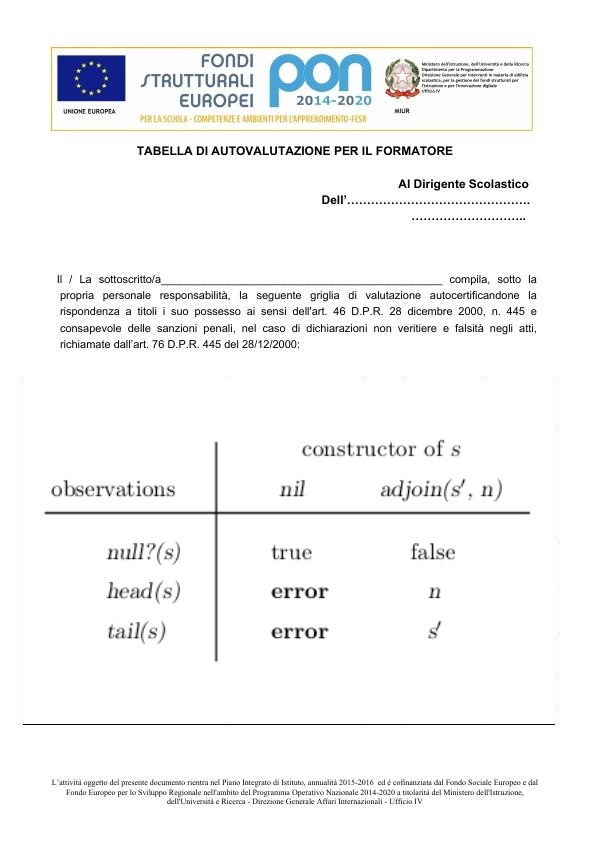 FONDI
STRUTTURALI
EUROPEI
pon
2014-2020
UNIONE EUROPEA
PER LA SCUOLA - COMPETENZE E AMBIENTI PER L'APPRENDIMENTO-FESR
Ministero dell'Istruzione, dell'Università e della Ricerca
Dipartimento per la Programmazione
Direzione Generale per interventi in materia di edilizia
scolastica, per la gestione dei fondi strutturali per
l'istruzione e per l'innovazione digitale
Ufficio IV
MIUR
TABELLA DI AUTOVALUTAZIONE PER IL FORMATORE
Al Dirigente Scolastico
Dell'……………………………………….
……………………….
Il / La sottoscritto/a______________________________________________ compila, sotto la
propria personale responsabilità, la seguente griglia di valutazione autocertificandone la
rispondenza a titoli i suo possesso ai sensi dell'art. 46 D.P.R. 28 dicembre 2000, n. 445 e
consapevole delle sanzioni penali, nel caso di dichiarazioni non veritiere e falsità negli atti,
richiamate dall'art. 76 D.P.R. 445 del 28/12/2000:
constructor of s
observations nil adjoin(s′, n)
null?(s) true false
head(s) error n
tail(s) error s′
L'attività oggetto del presente documento rientra nel Piano Integrato di Istituto, annualità 2015-2016 ed è cofinanziata dal Fondo Sociale Europeo e dal
Fondo Europeo per lo Sviluppo Regionale nell'ambito del Programma Operativo Nazionale 2014-2020 a titolarità del Ministero dell'Istruzione,
dell'Università e Ricerca - Direzione Generale Affari Internazionali - Ufficio IV